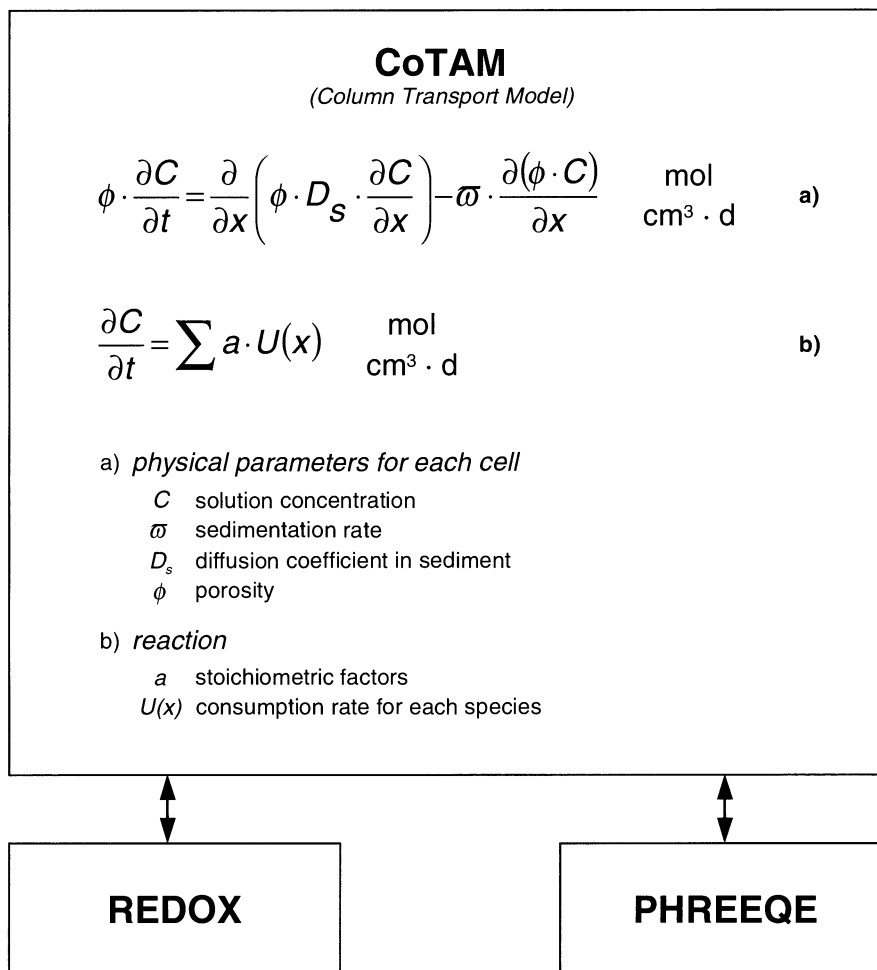 CoTAM
(Column Transport Model)
ϕ · ∂C/∂t = ∂/∂x (ϕ · D_s · ∂C/∂x) − ϖ · ∂(ϕ · C)/∂x mol cm³ · d a)
∂C/∂t = ∑ a · U(x) mol cm³ · d b)
a) physical parameters for each cell
C solution concentration
ϖ sedimentation rate
D_s diffusion coefficient in sediment
ϕ porosity
b) reaction
a stoichiometric factors
U(x) consumption rate for each species
REDOX PHREEQE